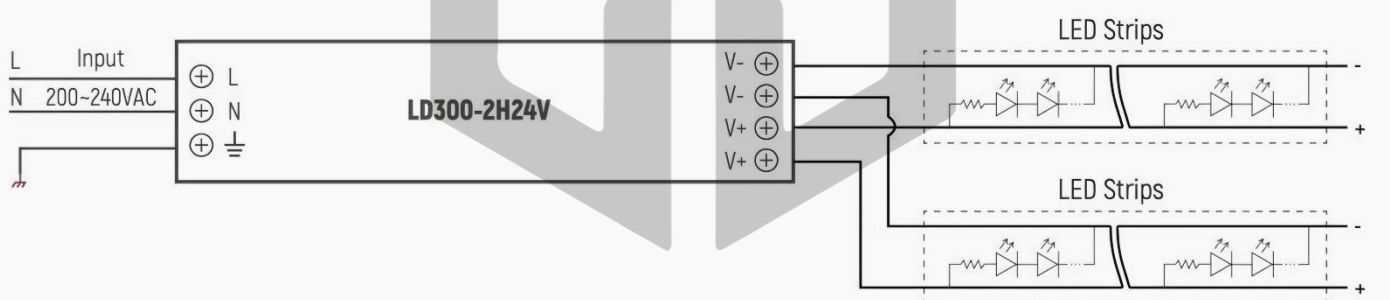 LED Strips
L Input
N 200~240VAC
L
N
LD300-2H24V
V-
V-
V+
V+
-
+
LED Strips
-
+